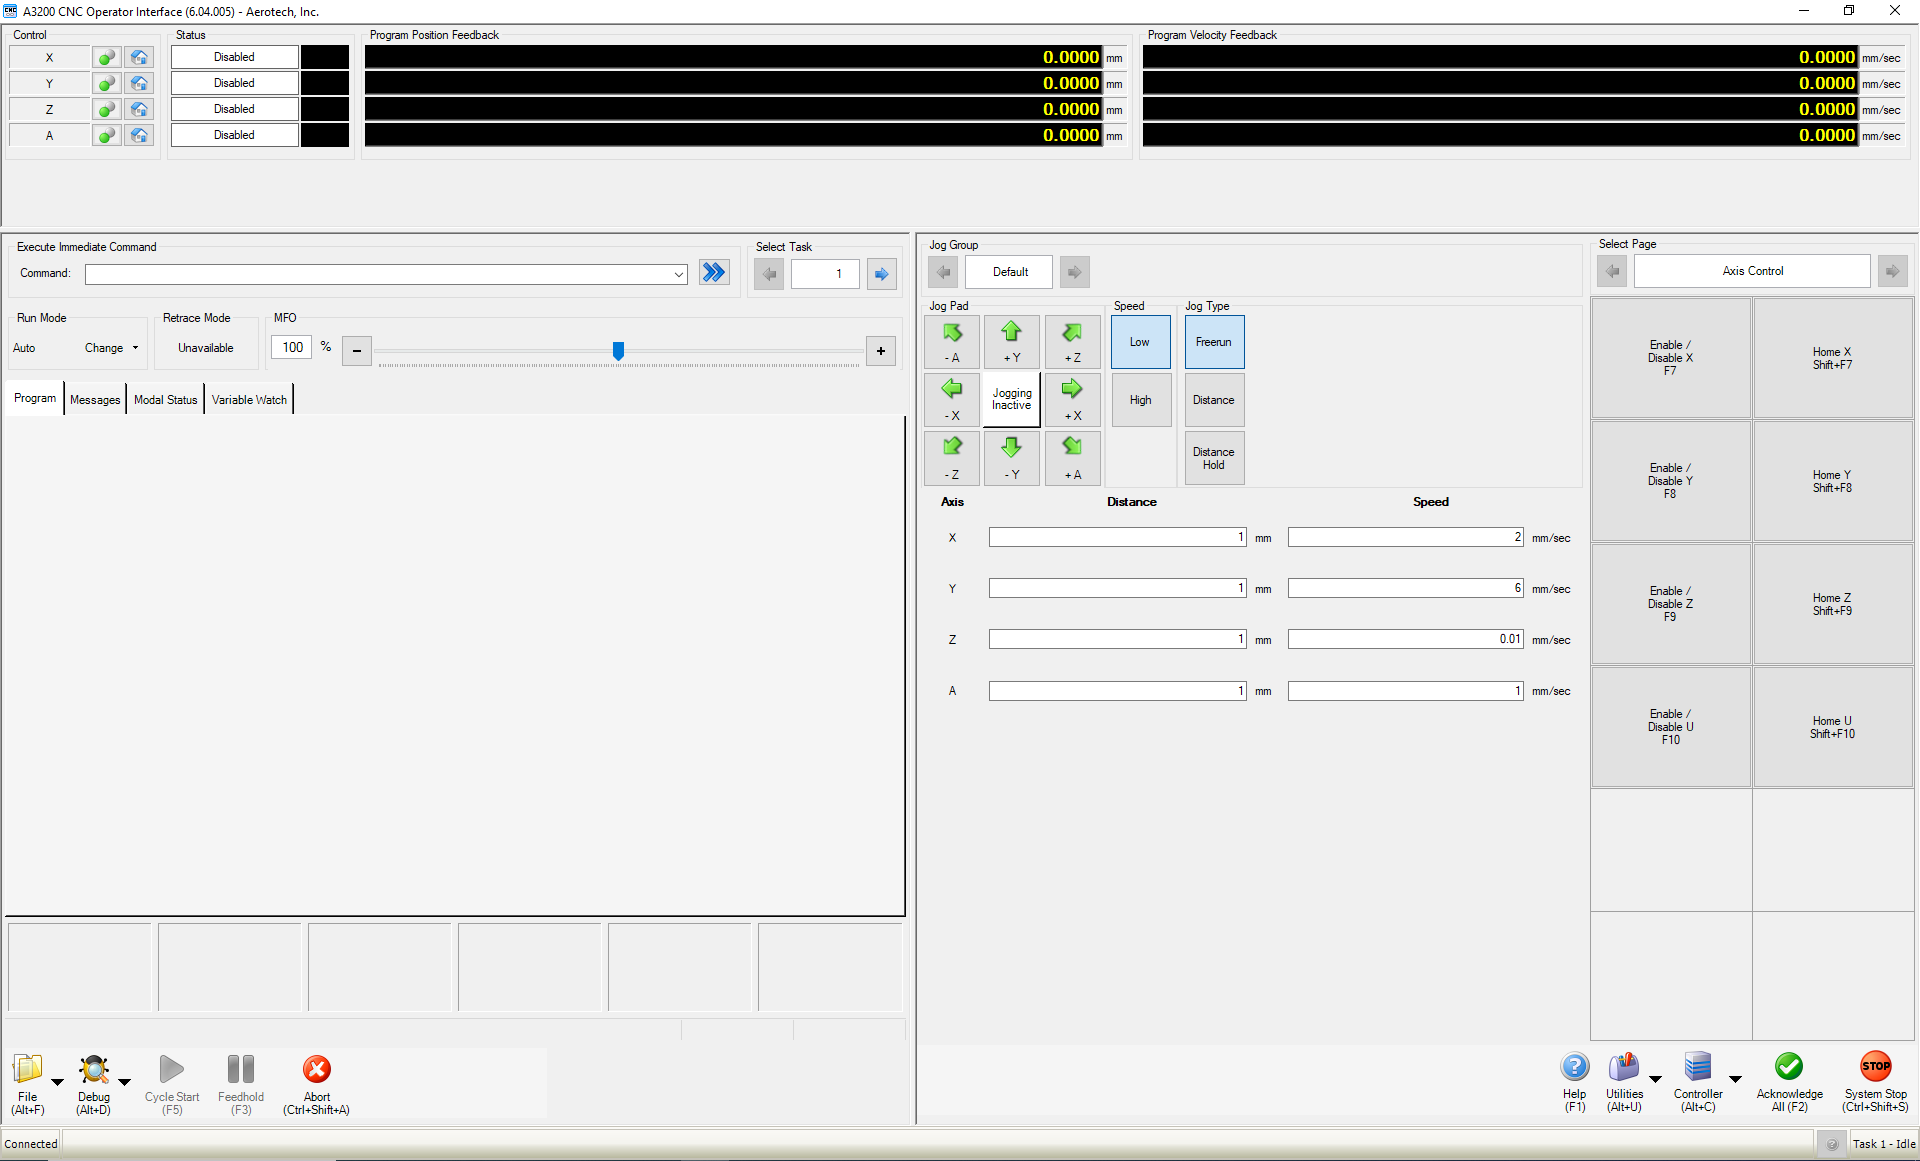 A3200 CNC Operator Interface (6.04.005) - Aerotech, Inc.
Control
Status
Program Position Feedback
Program Velocity Feedback
X Disabled 0.0000 mm 0.0000 mm/sec
Y Disabled 0.0000 mm 0.0000 mm/sec
Z Disabled 0.0000 mm 0.0000 mm/sec
A Disabled 0.0000 mm 0.0000 mm/sec
Execute Immediate Command
Command:
Select Task
1
Run Mode
Auto Change
Retrace Mode
Unavailable
MFO
100 % - +
Program Messages Modal Status Variable Watch
File
(Alt+F)
Debug
(Alt+D)
Cycle Start
(F5)
Feedhold
(F3)
Abort
(Ctrl+Shift+A)
Jog Group
Default
Jog Pad
- A
+ Y
+ Z
- X
Jogging
Inactive
+ X
- Z
- Y
+ A
Speed
Low
High
Jog Type
Freerun
Distance
Distance
Hold
Axis Distance Speed
X 1 mm 2 mm/sec
Y 1 mm 6 mm/sec
Z 1 mm 0.01 mm/sec
A 1 mm 1 mm/sec
Select Page
Axis Control
Enable /
Disable X
F7
Home X
Shift+F7
Enable /
Disable Y
F8
Home Y
Shift+F8
Enable /
Disable Z
F9
Home Z
Shift+F9
Enable /
Disable U
F10
Home U
Shift+F10
Help
(F1)
Utilities
(Alt+U)
Controller
(Alt+C)
Acknowledge
All (F2)
STOP
System Stop
(Ctrl+Shift+S)
Connected
Task 1 - Idle